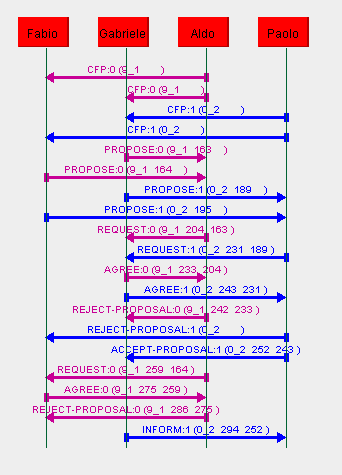 Fabio Gabriele Aldo Paolo
CFP:0 (9_1 )
CFP:0 (9_1 )
CFP:1 (0_2 )
CFP:1 (0_2 )
PROPOSE:0 (9_1 163 )
PROPOSE:0 (9_1 164 )
PROPOSE:1 (0_2 189 )
PROPOSE:1 (0_2 195 )
REQUEST:0 (9_1 204 163)
REQUEST:1 (0_2 231 189)
AGREE:0 (9_1 233 204)
AGREE:1 (0_2 243 231)
REJECT-PROPOSAL:0 (9_1 242 233)
REJECT-PROPOSAL:1 (0_2 )
ACCEPT-PROPOSAL:1 (0_2 252 243)
REQUEST:0 (9_1 259 164)
AGREE:0 (9_1 275 259)
REJECT-PROPOSAL:0 (9_1 286 275)
INFORM:1 (0_2 294 252)